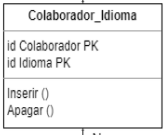 Colaborador_Idioma
id Colaborador PK
id Idioma PK
Inserir ()
Apagar ()